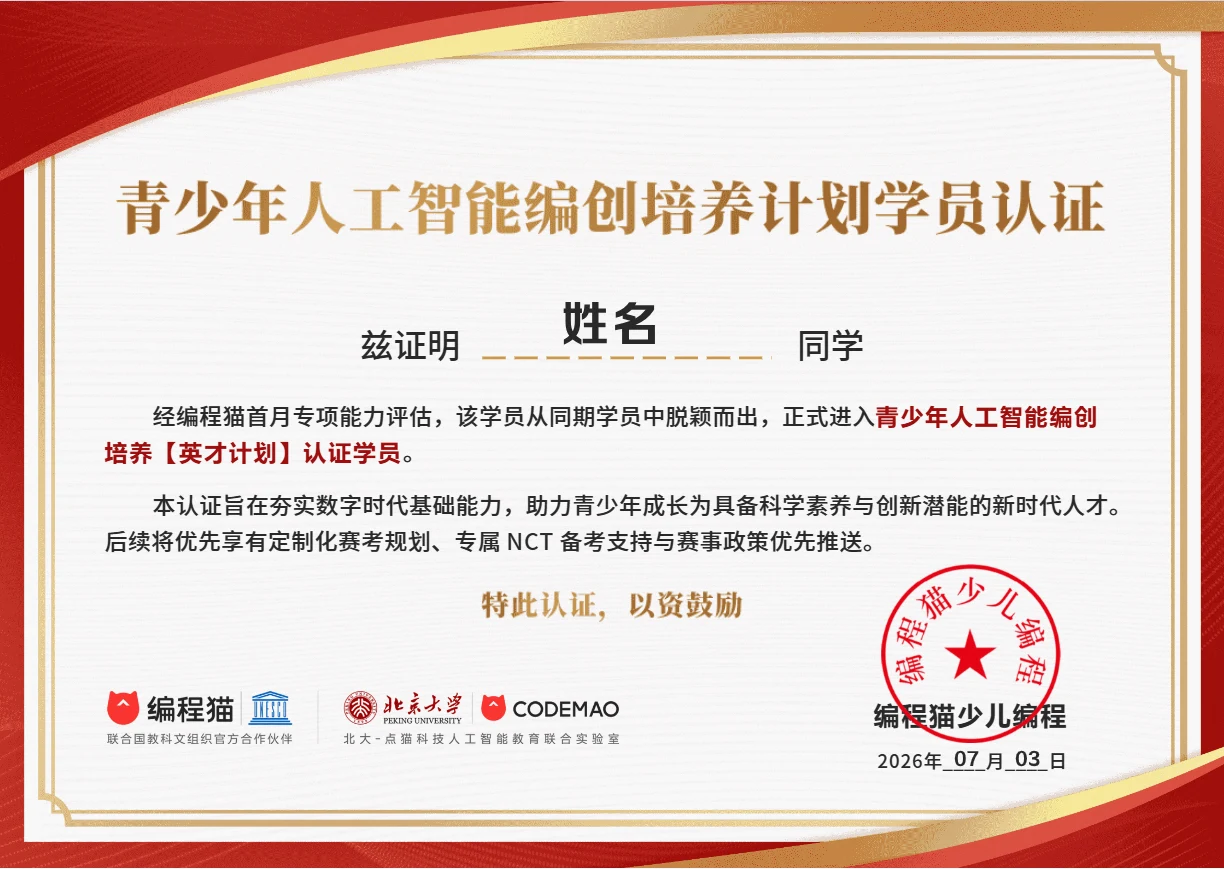 青少年人工智能编创培养计划学员认证
兹证明 姓名 同学
经编程猫首月专项能力评估，该学员从同期学员中脱颖而出，正式进入青少年人工智能编创
培养【英才计划】认证学员。
本认证旨在夯实数字时代基础能力，助力青少年成长为具备科学素养与创新潜能的新时代人才。
后续将优先享有定制化赛考规划、专属 NCT 备考支持与赛事政策优先推送。
特此认证，以资鼓励
编程猫少儿编程
编程猫
联合国教科文组织官方合作伙伴
北京大学
PEKING UNIVERSITY
CODEMAO
北大-点猫科技人工智能教育联合实验室
编程猫少儿编程
2026年_07_月_03_日